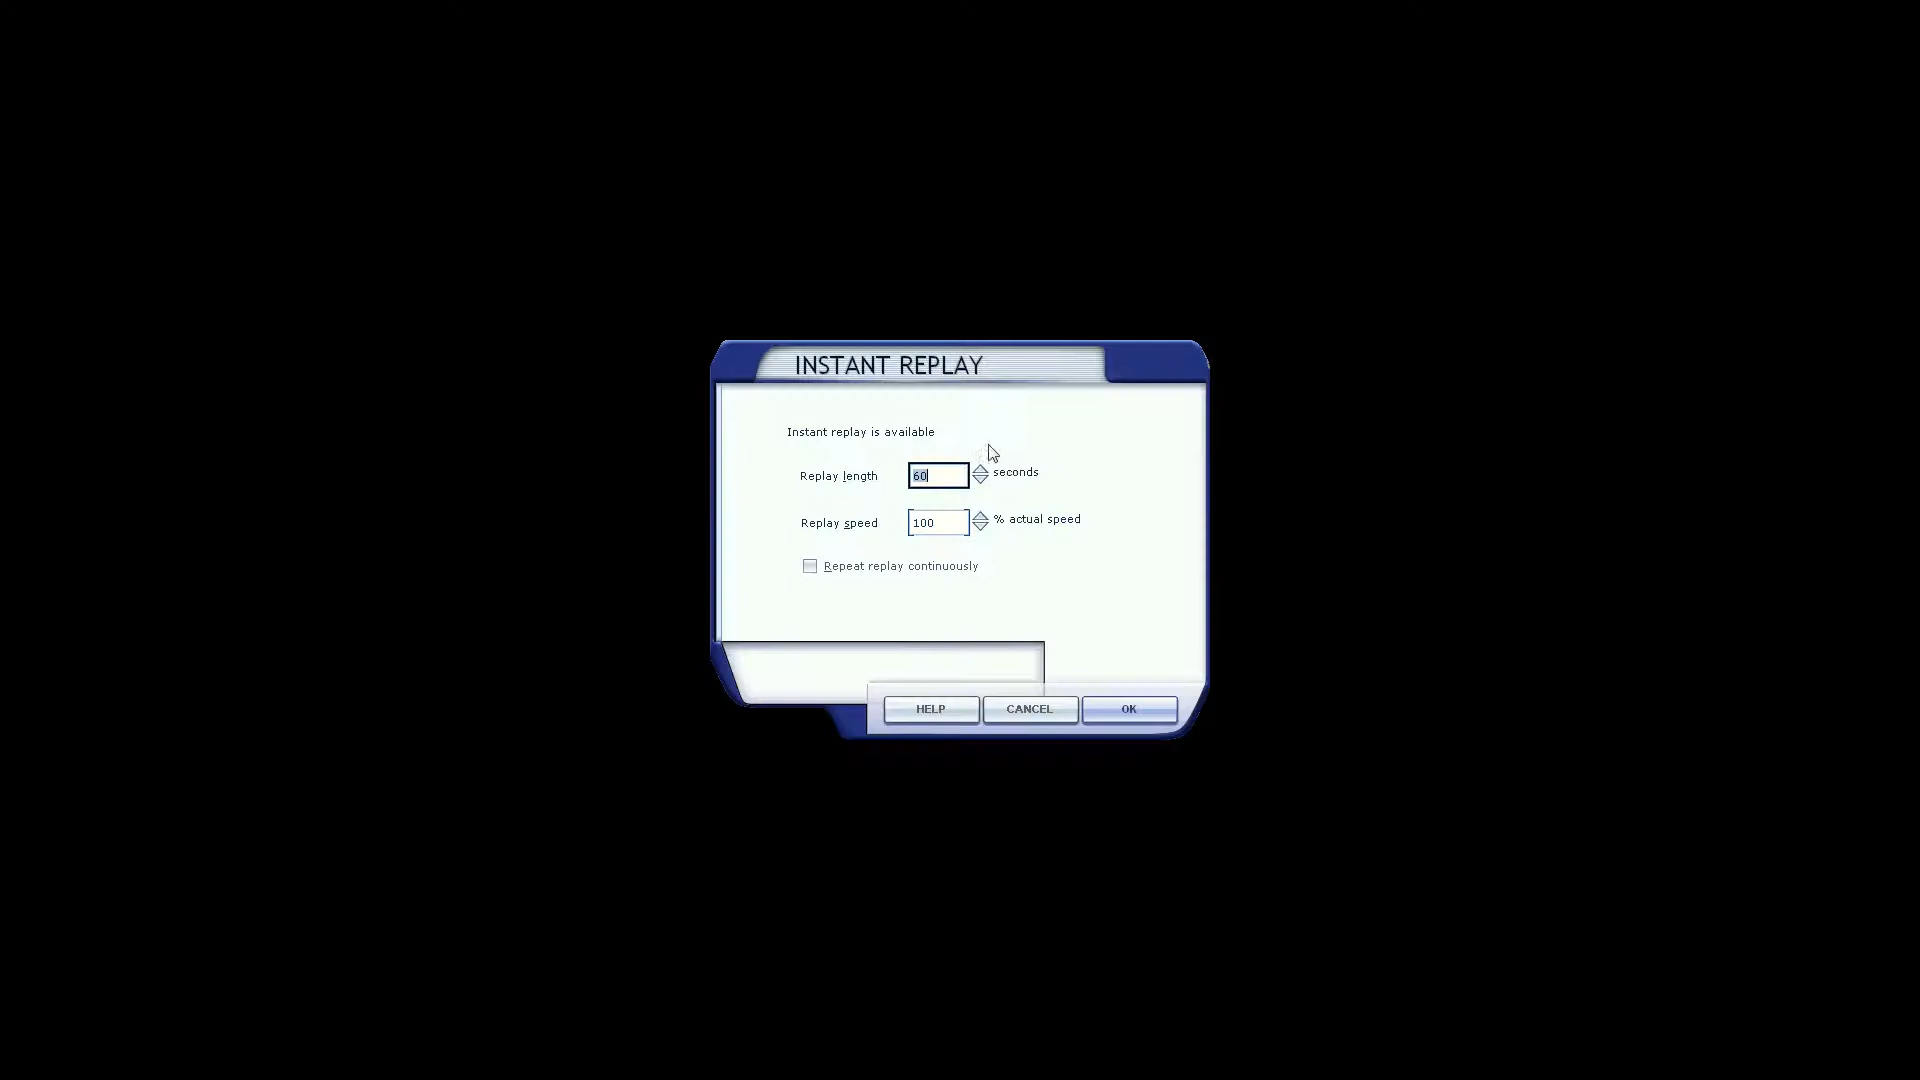 INSTANT REPLAY
Instant replay is available
Replay length 60 seconds
Replay speed 100 % actual speed
Repeat replay continuously
HELP CANCEL OK